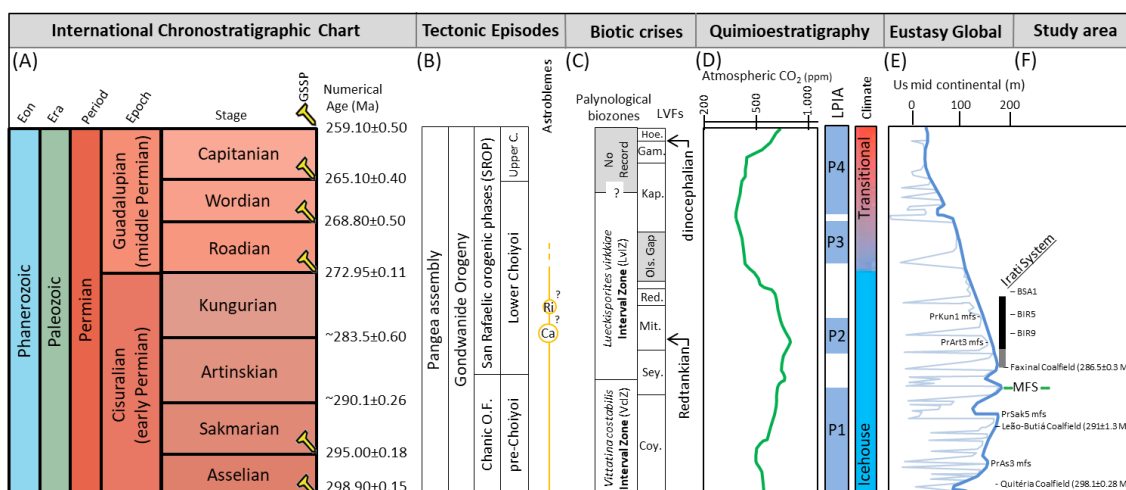 International Chronostratigraphic Chart
Tectonic Episodes
Biotic crises
Quimioestratigraphy
Eustasy Global
Study area
(A)
(B)
(C)
(D)
(E)
(F)
Eon
Era
Period
Epoch
Stage
GSSP
Numerical
Age (Ma)
Phanerozoic
Paleozoic
Permian
Guadalupian
(middle Permian)
Cisuralian
(early Permian)
Capitanian
Wordian
Roadian
Kungurian
Artinskian
Sakmarian
Asselian
259.10±0.50
265.10±0.40
268.80±0.50
272.95±0.11
~283.5±0.60
~290.1±0.26
295.00±0.18
298.90±0.15
Pangea assembly
Gondwanide Orogeny
San Rafaelic orogenic phases (SROP)
Chanic O.F.
Upper C.
Lower Choiyoi
pre-Choiyoi
Astroblemes
?
Ri
?
Ca
Palynological
biozones
LVFs
No
Record
?
Lueckisporites virkkiae
Interval Zone (LvIZ)
Vittatina costabilis
Interval Zone (VcIZ)
Hoe.
Gam.
Kap.
Ols. Gap
Red.
Mit.
Sey.
Coy.
dinocephalian
Redtankian
Atmospheric CO2 (ppm)
200
500
1.000
LPIA
Climate
P4
P3
P2
P1
Transitional
Icehouse
Us mid continental (m)
0
100
200
Irati System
BSA1
BIR5
BIR9
PrKun1 mfs
PrArt3 mfs
Faxinal Coalfield (286.5±0.3 M
MFS
PrSak5 mfs
Leão-Butiá Coalfield (291±1.3 M
PrAs3 mfs
Quitéria Coalfield (298.1±0.28 M